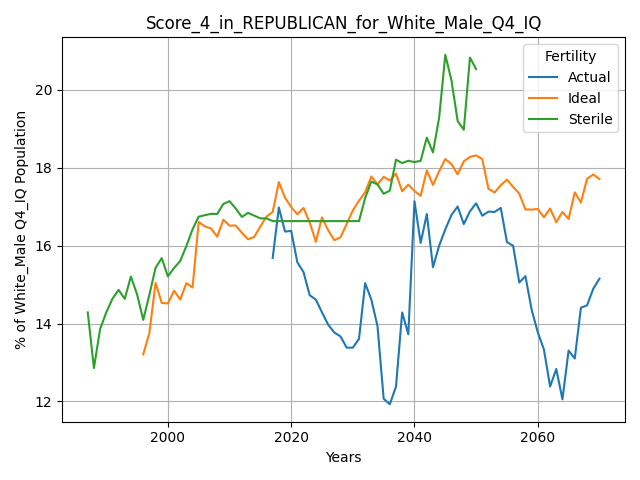 Score_4_in_REPUBLICAN_for_White_Male_Q4_IQ
Fertility
Actual
Ideal
Sterile
% of White_Male Q4_IQ Population
20
18
16
14
12
2000
2020
2040
2060
Years